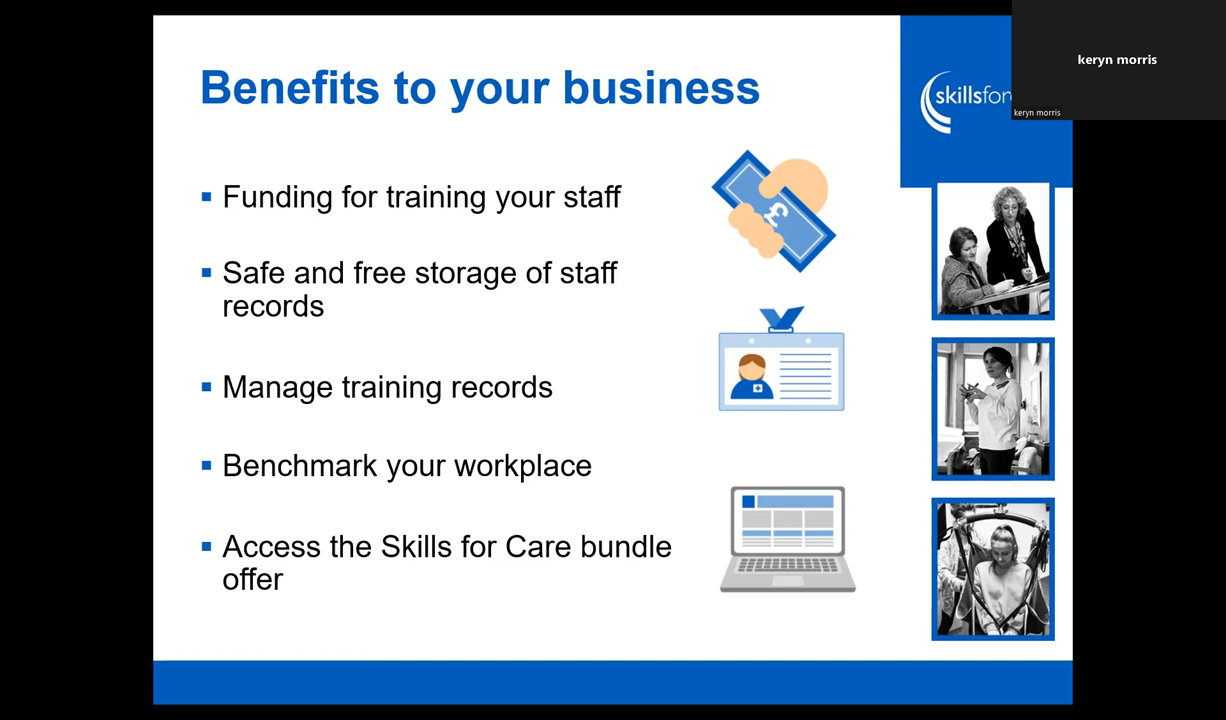 Benefits to your business
keryn morris
skillsfor
keryn morris
Funding for training your staff
£
Safe and free storage of staff
records
Manage training records
Benchmark your workplace
Access the Skills for Care bundle
offer